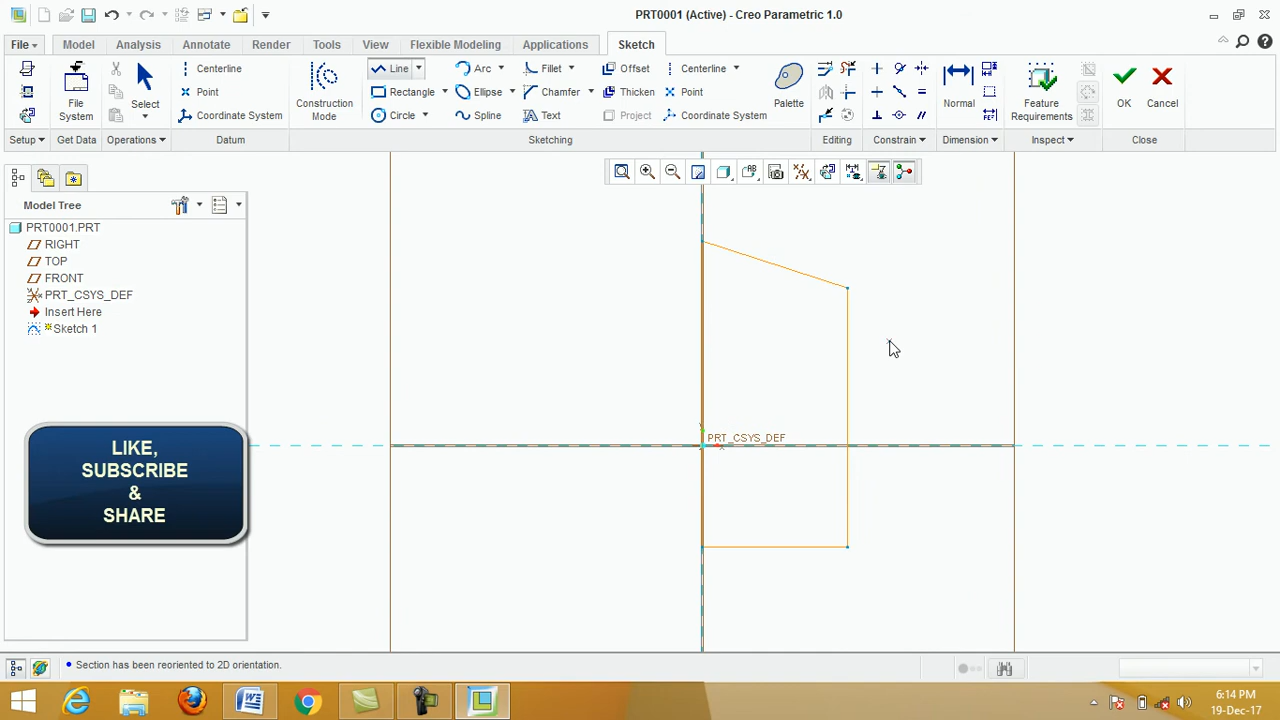 PRT0001 (Active) - Creo Parametric 1.0
File Model Analysis Annotate Render Tools View Flexible Modeling Applications Sketch
Centerline Line Arc Fillet Offset Centerline
Point Rectangle Ellipse Chamfer Thicken Point
Coordinate System Circle Spline Text Project Coordinate System
File System
Select
Construction Mode
Palette
Normal
Feature Requirements
OK
Cancel
Setup Get Data Operations Datum Sketching Editing Constrain Dimension Inspect Close
Model Tree
PRT0001.PRT
RIGHT
TOP
FRONT
PRT_CSYS_DEF
Insert Here
Sketch 1
PRT_CSYS_DEF
LIKE,
SUBSCRIBE
&
SHARE
Section has been reoriented to 2D orientation.
6:14 PM
19-Dec-17